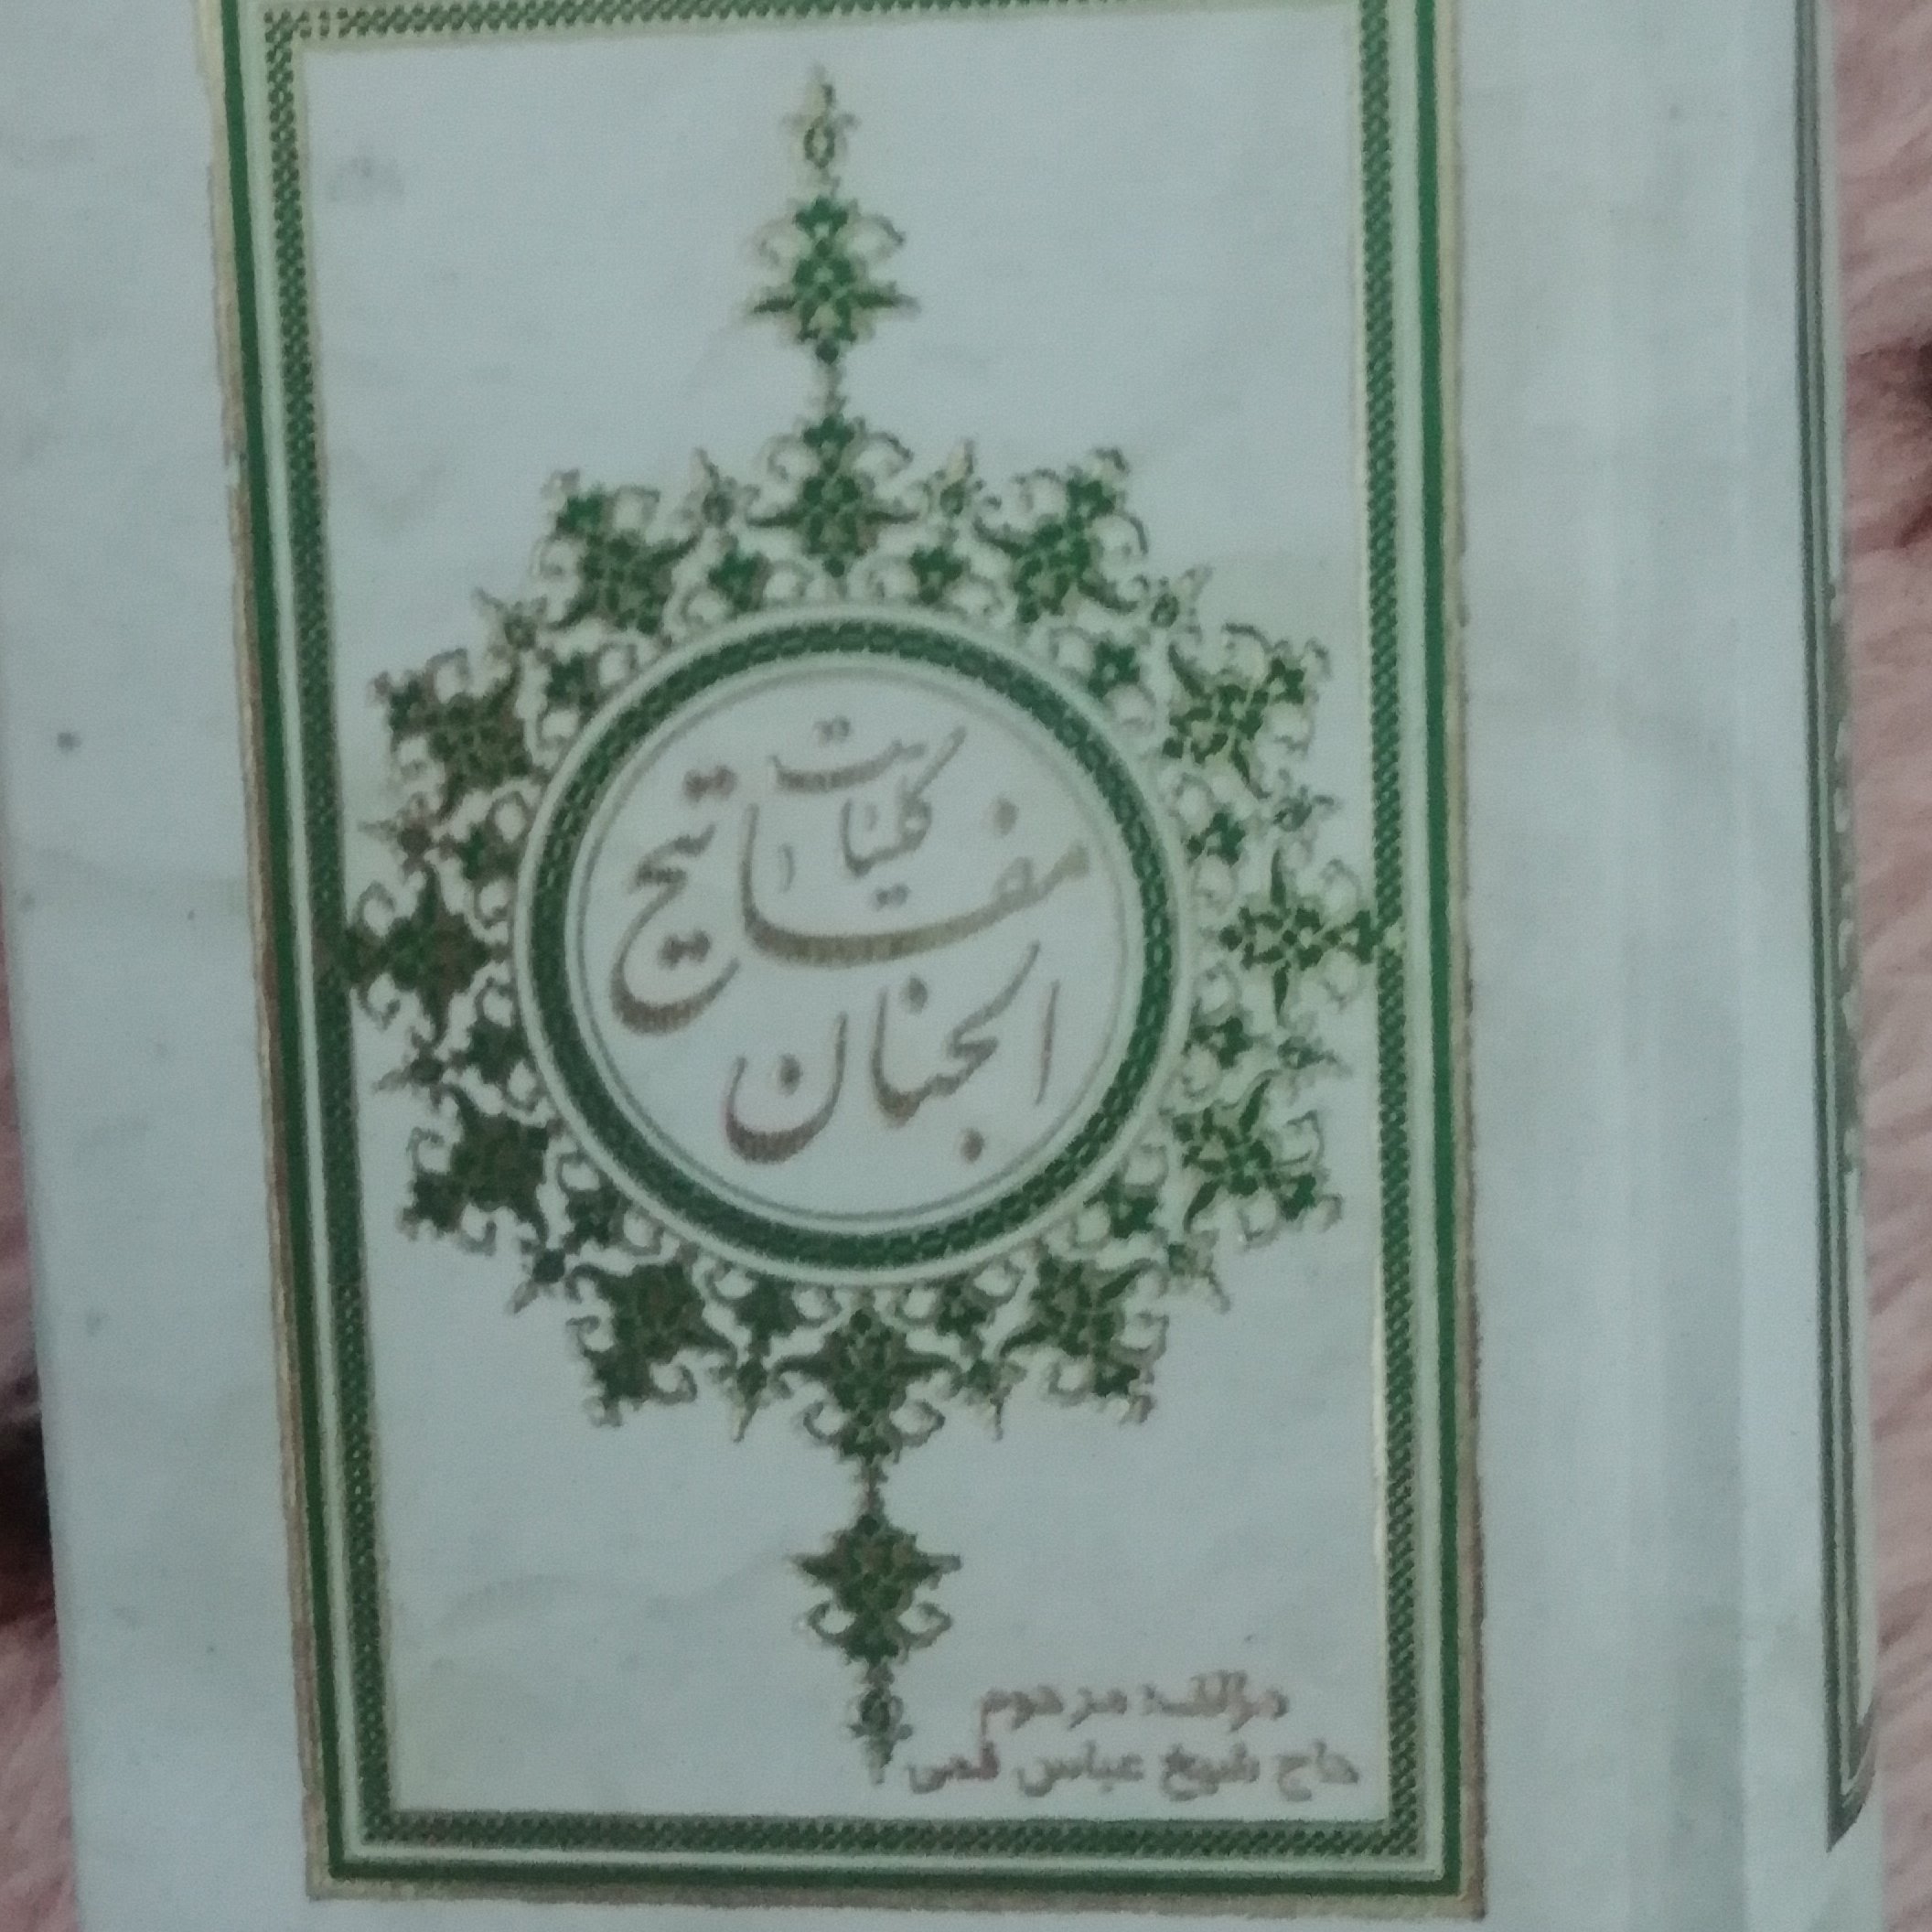 کلیات
مفاتیح
الجنان
مؤلف: مرحوم
حاج شیخ عباس قمی